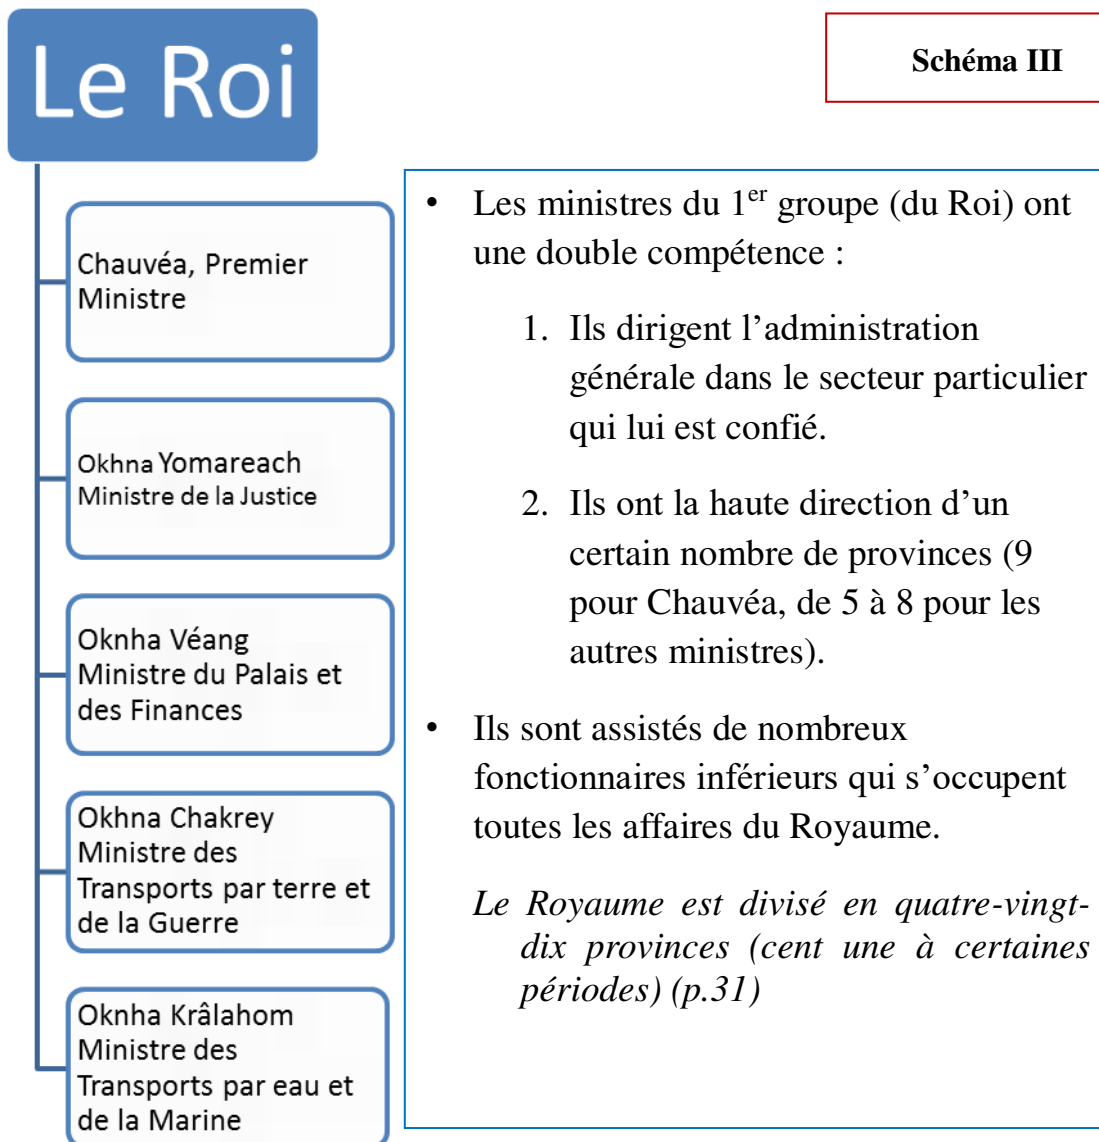 Le Roi
Schéma III
Chauvéa, Premier
Ministre
Okhna Yomareach
Ministre de la Justice
Oknha Véang
Ministre du Palais et
des Finances
Okhna Chakrey
Ministre des
Transports par terre et
de la Guerre
Oknha Krâlahom
Ministre des
Transports par eau et
de la Marine
• Les ministres du 1er groupe (du Roi) ont
une double compétence :
1. Ils dirigent l’administration
générale dans le secteur particulier
qui lui est confié.
2. Ils ont la haute direction d’un
certain nombre de provinces (9
pour Chauvéa, de 5 à 8 pour les
autres ministres).
• Ils sont assistés de nombreux
fonctionnaires inférieurs qui s’occupent
toutes les affaires du Royaume.
Le Royaume est divisé en quatre-vingt-
dix provinces (cent une à certaines
périodes) (p.31)